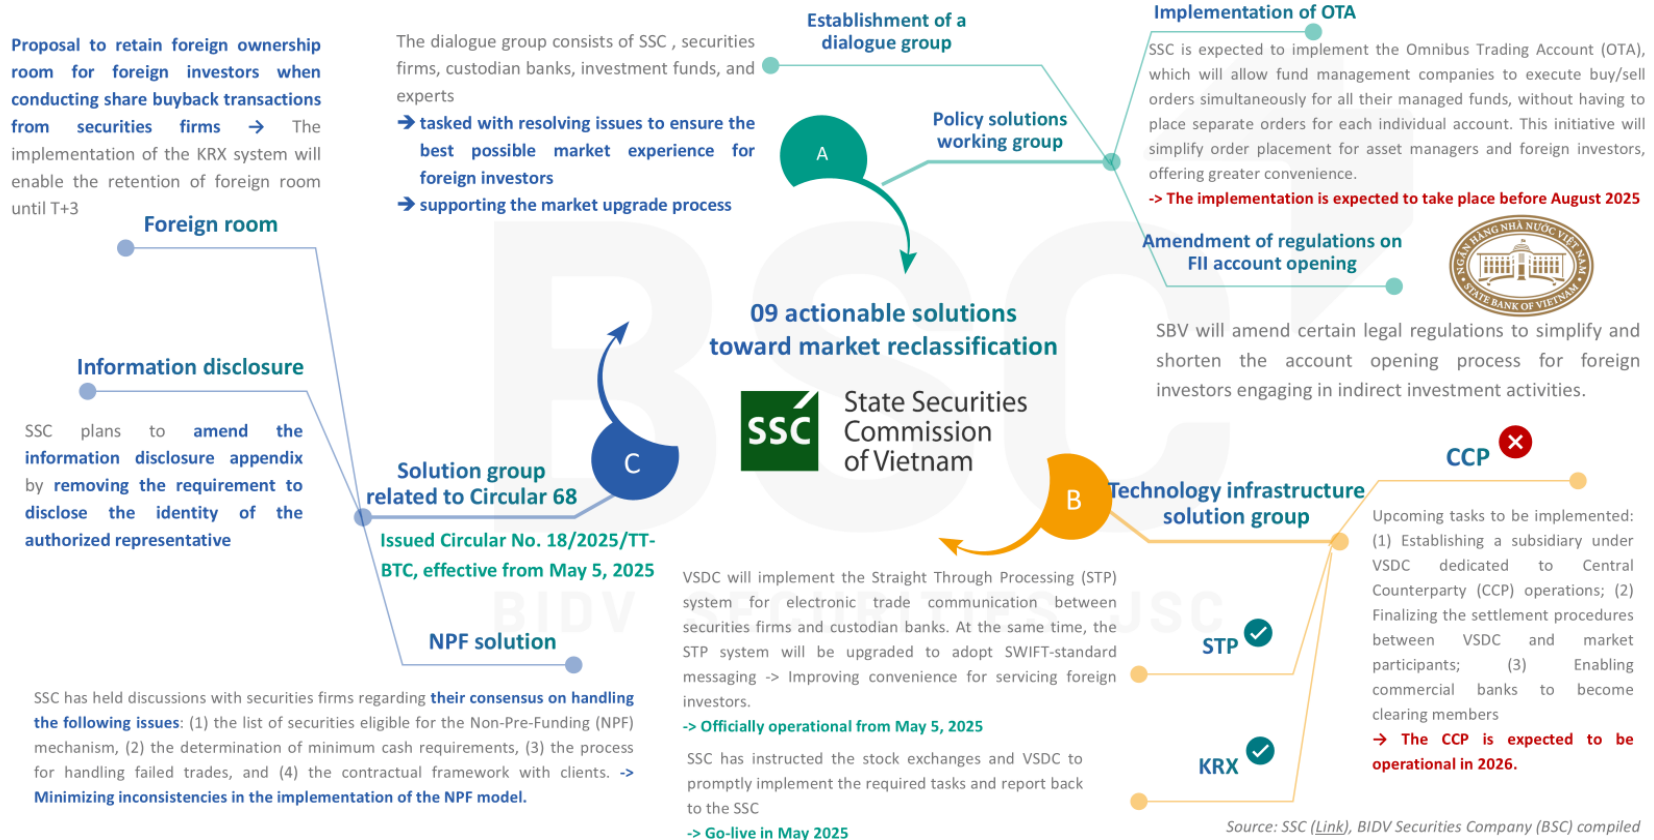 Proposal to retain foreign ownership
room for foreign investors when
conducting share buyback transactions
from securities firms → The
implementation of the KRX system will
enable the retention of foreign room
until T+3
Foreign room
Information disclosure
SSC plans to amend the
information disclosure appendix
by removing the requirement to
disclose the identity of the
authorized representative
Solution group
related to Circular 68
Issued Circular No. 18/2025/TT-
BTC, effective from May 5, 2025
NPF solution
SSC has held discussions with securities firms regarding their consensus on handling
the following issues: (1) the list of securities eligible for the Non-Pre-Funding (NPF)
mechanism, (2) the determination of minimum cash requirements, (3) the process
for handling failed trades, and (4) the contractual framework with clients. ->
Minimizing inconsistencies in the implementation of the NPF model.
The dialogue group consists of SSC , securities
firms, custodian banks, investment funds, and
experts
➔ tasked with resolving issues to ensure the
best possible market experience for
foreign investors
➔ supporting the market upgrade process
Establishment of a
dialogue group
A
Policy solutions
working group
09 actionable solutions
toward market reclassification
SSC
State Securities
Commission
of Vietnam
C
B
BSC
BIDV SECURITIES JSC
Implementation of OTA
SSC is expected to implement the Omnibus Trading Account (OTA),
which will allow fund management companies to execute buy/sell
orders simultaneously for all their managed funds, without having to
place separate orders for each individual account. This initiative will
simplify order placement for asset managers and foreign investors,
offering greater convenience.
-> The implementation is expected to take place before August 2025
Amendment of regulations on
FII account opening
NGÂN HÀNG NHÀ NƯỚC VIỆT NAM
STATE BANK OF VIETNAM
SBV will amend certain legal regulations to simplify and
shorten the account opening process for foreign
investors engaging in indirect investment activities.
Technology infrastructure
solution group
CCP
Upcoming tasks to be implemented:
(1) Establishing a subsidiary under
VSDC dedicated to Central
Counterparty (CCP) operations; (2)
Finalizing the settlement procedures
between VSDC and market
participants; (3) Enabling
commercial banks to become
clearing members
→ The CCP is expected to be
operational in 2026.
VSDC will implement the Straight Through Processing (STP)
system for electronic trade communication between
securities firms and custodian banks. At the same time, the
STP system will be upgraded to adopt SWIFT-standard
messaging -> Improving convenience for servicing foreign
investors.
-> Officially operational from May 5, 2025
STP
SSC has instructed the stock exchanges and VSDC to
promptly implement the required tasks and report back
to the SSC
-> Go-live in May 2025
KRX
Source: SSC (Link), BIDV Securities Company (BSC) compiled